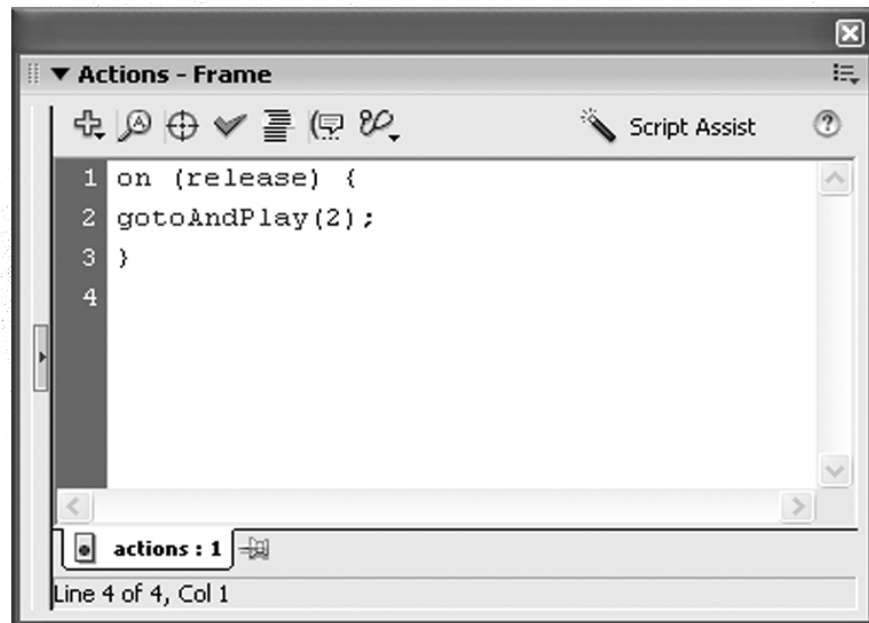 Actions - Frame
Script Assist
1 on (release) {
2 gotoAndPlay(2);
3 }
4
actions : 1
Line 4 of 4, Col 1